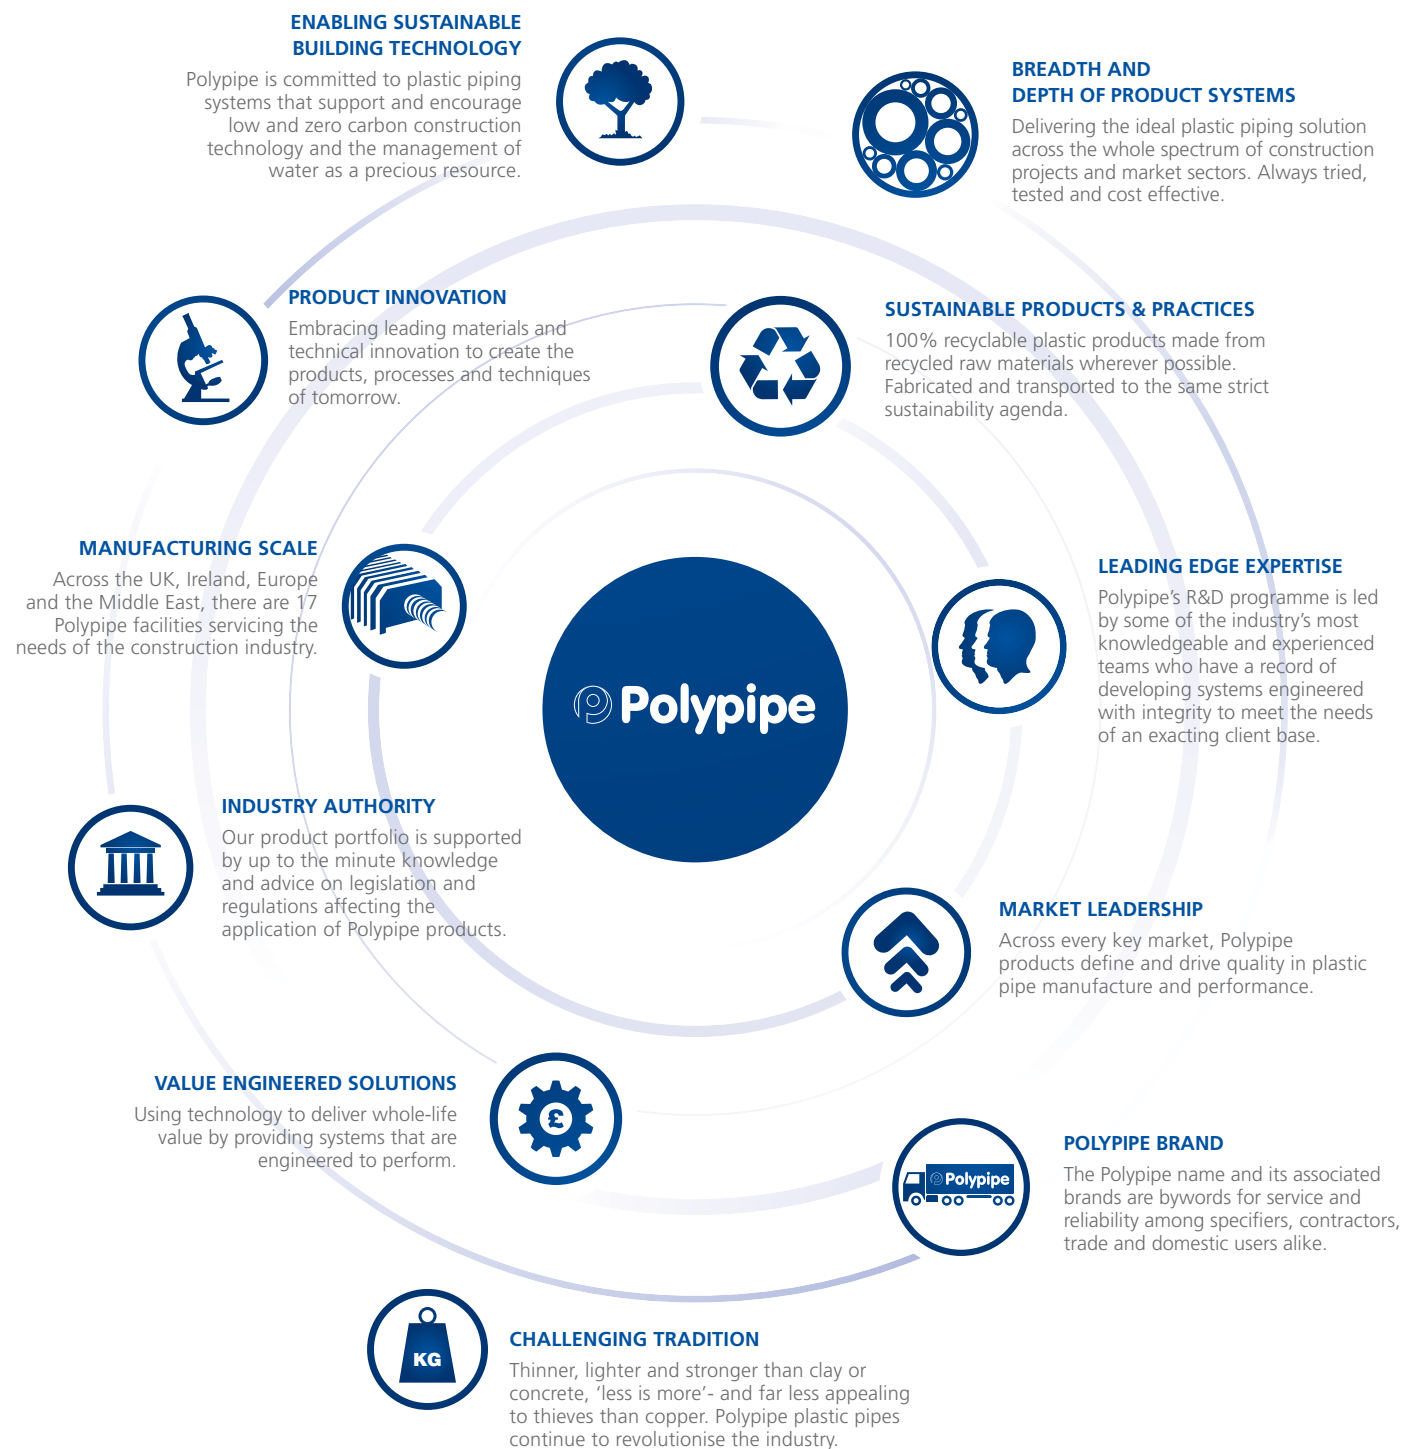 ENABLING SUSTAINABLE
BUILDING TECHNOLOGY
Polypipe is committed to plastic piping
systems that support and encourage
low and zero carbon construction
technology and the management of
water as a precious resource.
BREADTH AND
DEPTH OF PRODUCT SYSTEMS
Delivering the ideal plastic piping solution
across the whole spectrum of construction
projects and market sectors. Always tried,
tested and cost effective.
PRODUCT INNOVATION
Embracing leading materials and
technical innovation to create the
products, processes and techniques
of tomorrow.
SUSTAINABLE PRODUCTS & PRACTICES
100% recyclable plastic products made from
recycled raw materials wherever possible.
Fabricated and transported to the same strict
sustainability agenda.
MANUFACTURING SCALE
Across the UK, Ireland, Europe
and the Middle East, there are 17
Polypipe facilities servicing the
needs of the construction industry.
LEADING EDGE EXPERTISE
Polypipe’s R&D programme is led
by some of the industry’s most
knowledgeable and experienced
teams who have a record of
developing systems engineered
with integrity to meet the needs
of an exacting client base.
Polypipe
INDUSTRY AUTHORITY
Our product portfolio is supported
by up to the minute knowledge
and advice on legislation and
regulations affecting the
application of Polypipe products.
MARKET LEADERSHIP
Across every key market, Polypipe
products define and drive quality in plastic
pipe manufacture and performance.
VALUE ENGINEERED SOLUTIONS
Using technology to deliver whole-life
value by providing systems that are
engineered to perform.
£
POLYPIPE BRAND
The Polypipe name and its associated
brands are bywords for service and
reliability among specifiers, contractors,
trade and domestic users alike.
Polypipe
KG
CHALLENGING TRADITION
Thinner, lighter and stronger than clay or
concrete, ‘less is more’- and far less appealing
to thieves than copper. Polypipe plastic pipes
continue to revolutionise the industry.